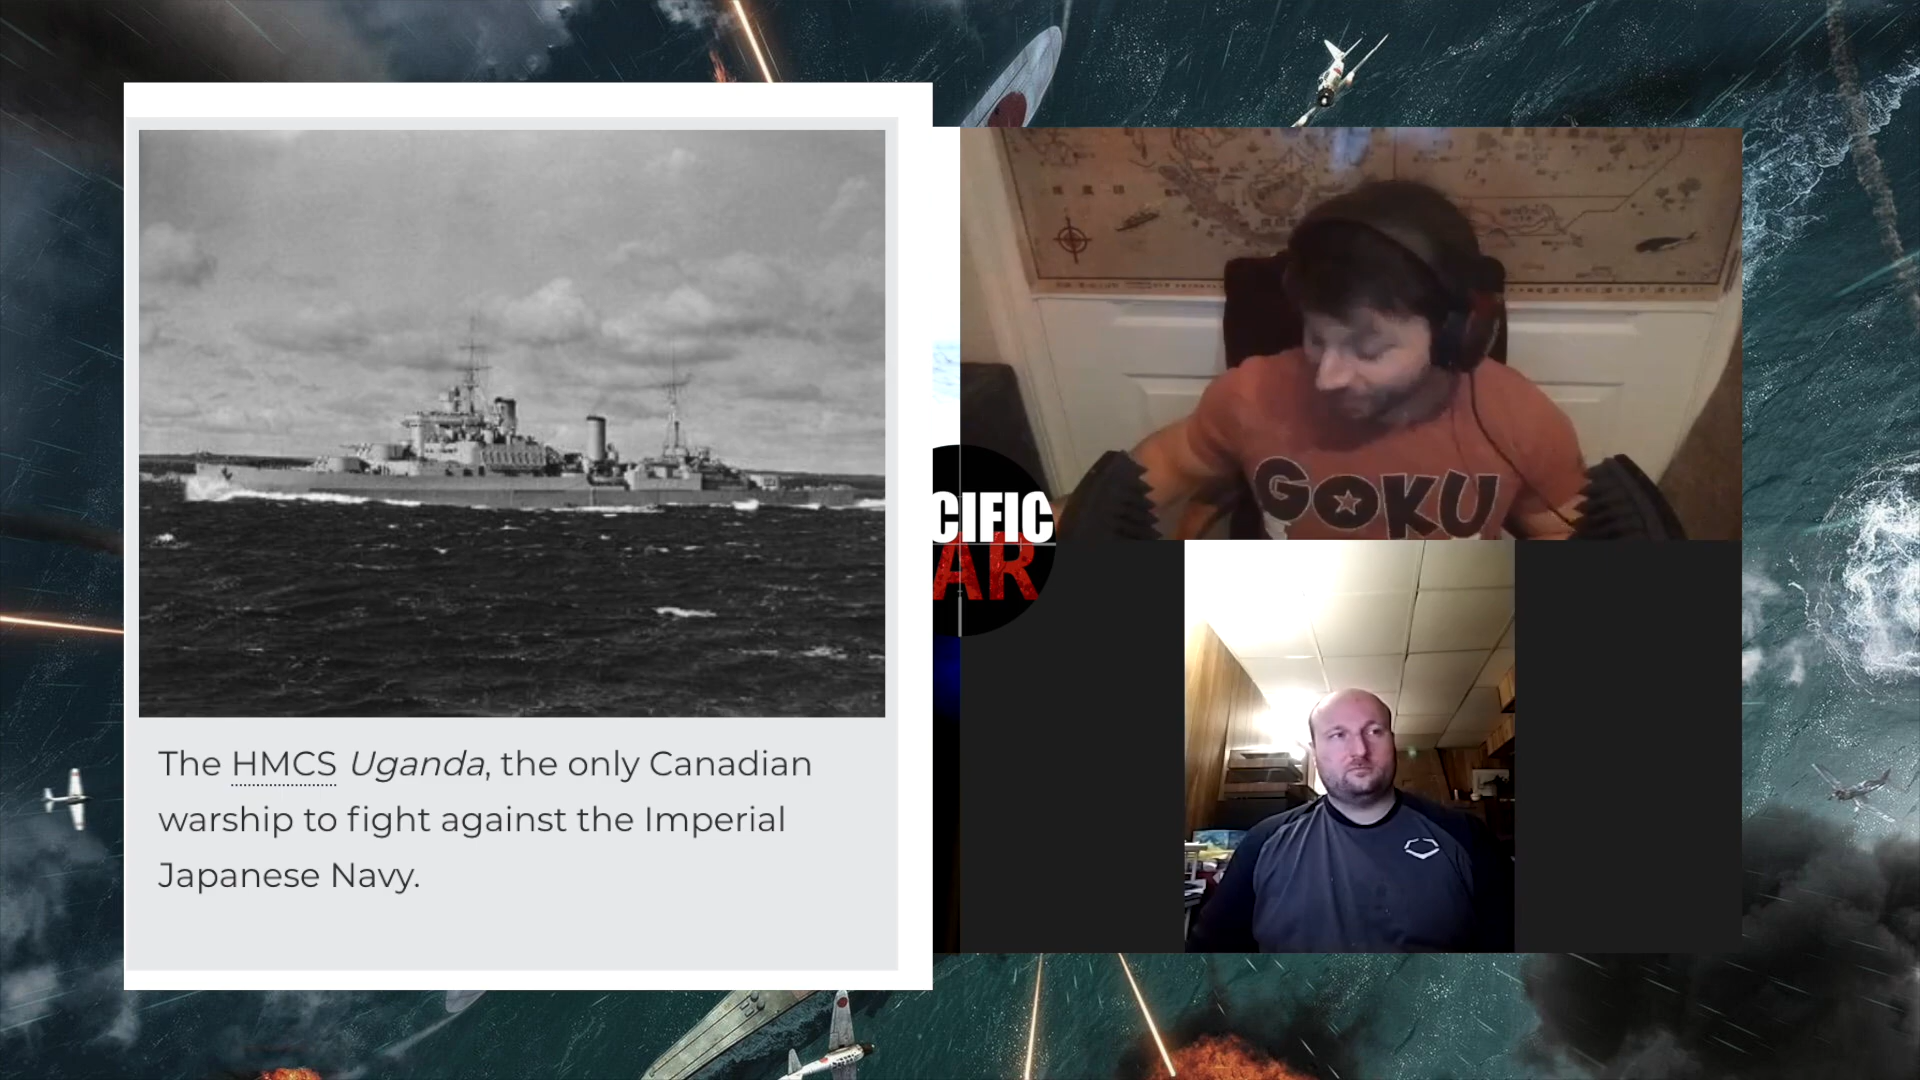 The HMCS Uganda, the only Canadian
warship to fight against the Imperial
Japanese Navy.
CIFIC
AR
GOKU